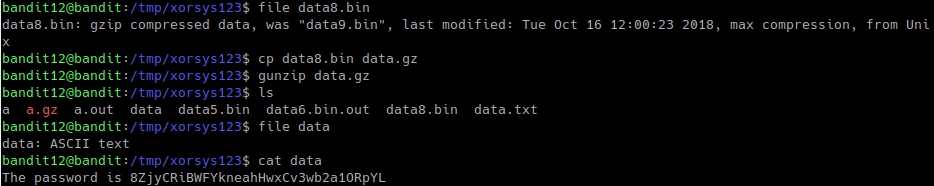 bandit12@bandit:/tmp/xorsys123$ file data8.bin
data8.bin: gzip compressed data, was "data9.bin", last modified: Tue Oct 16 12:00:23 2018, max compression, from Uni
x
bandit12@bandit:/tmp/xorsys123$ cp data8.bin data.gz
bandit12@bandit:/tmp/xorsys123$ gunzip data.gz
bandit12@bandit:/tmp/xorsys123$ ls
a  a.gz  a.out  data  data5.bin  data6.bin.out  data8.bin  data.txt
bandit12@bandit:/tmp/xorsys123$ file data
data: ASCII text
bandit12@bandit:/tmp/xorsys123$ cat data
The password is 8ZjyCRiBWFYkneahHwxCv3wb2a1ORpYL